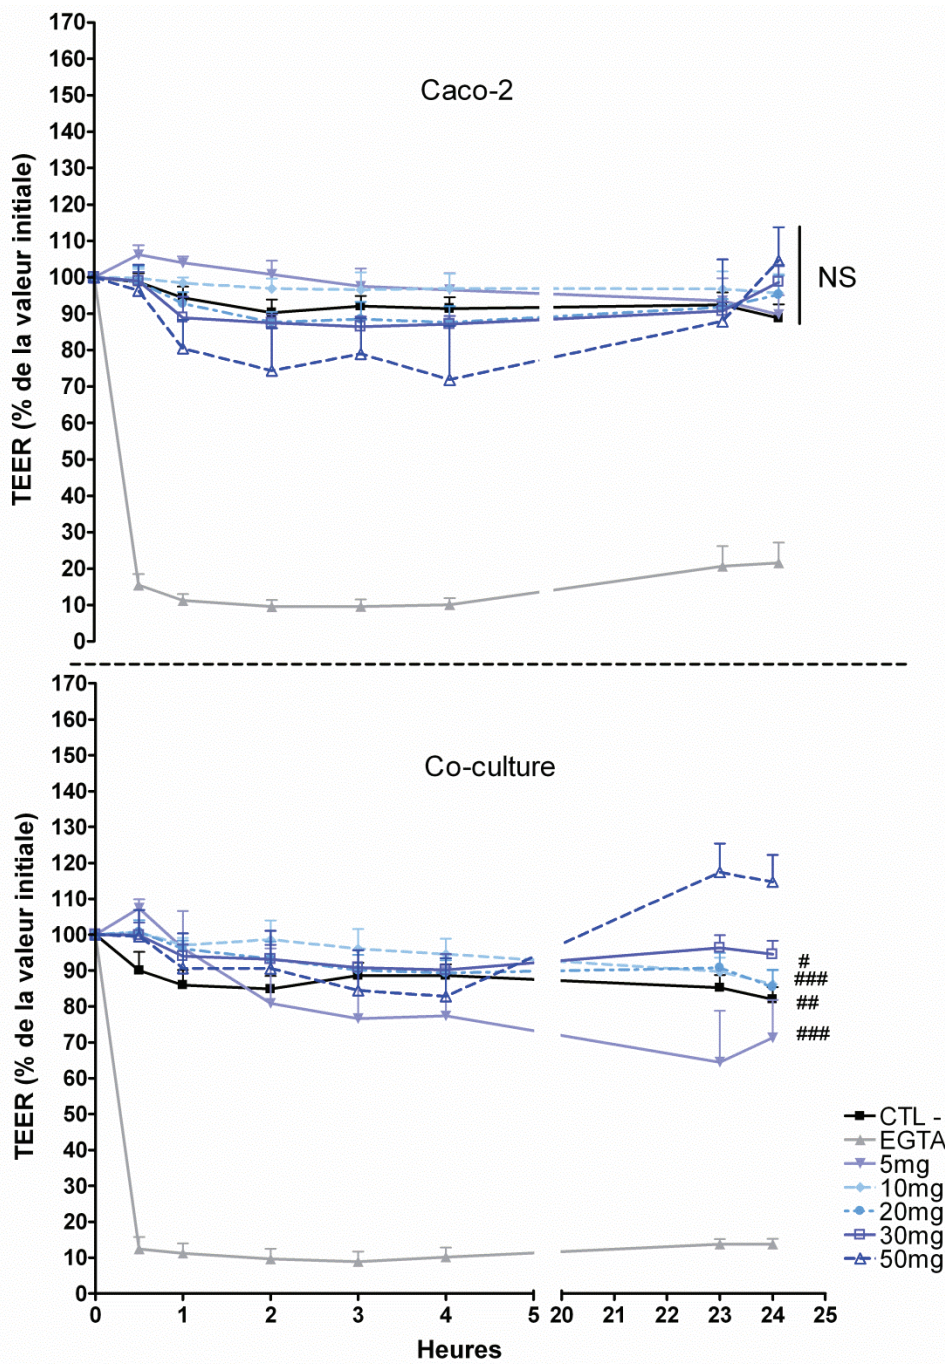 170
160
150
140
130
120
110
100
90
80
70
60
50
40
30
20
10
0
TEER (% de la valeur initiale)
Caco-2
NS
170
160
150
140
130
120
110
100
90
80
70
60
50
40
30
20
10
0
TEER (% de la valeur initiale)
Co-culture
#
###
##
###
CTL -
EGTA
5mg
10mg
20mg
30mg
50mg
0 1 2 3 4 5 20 21 22 23 24 25
Heures